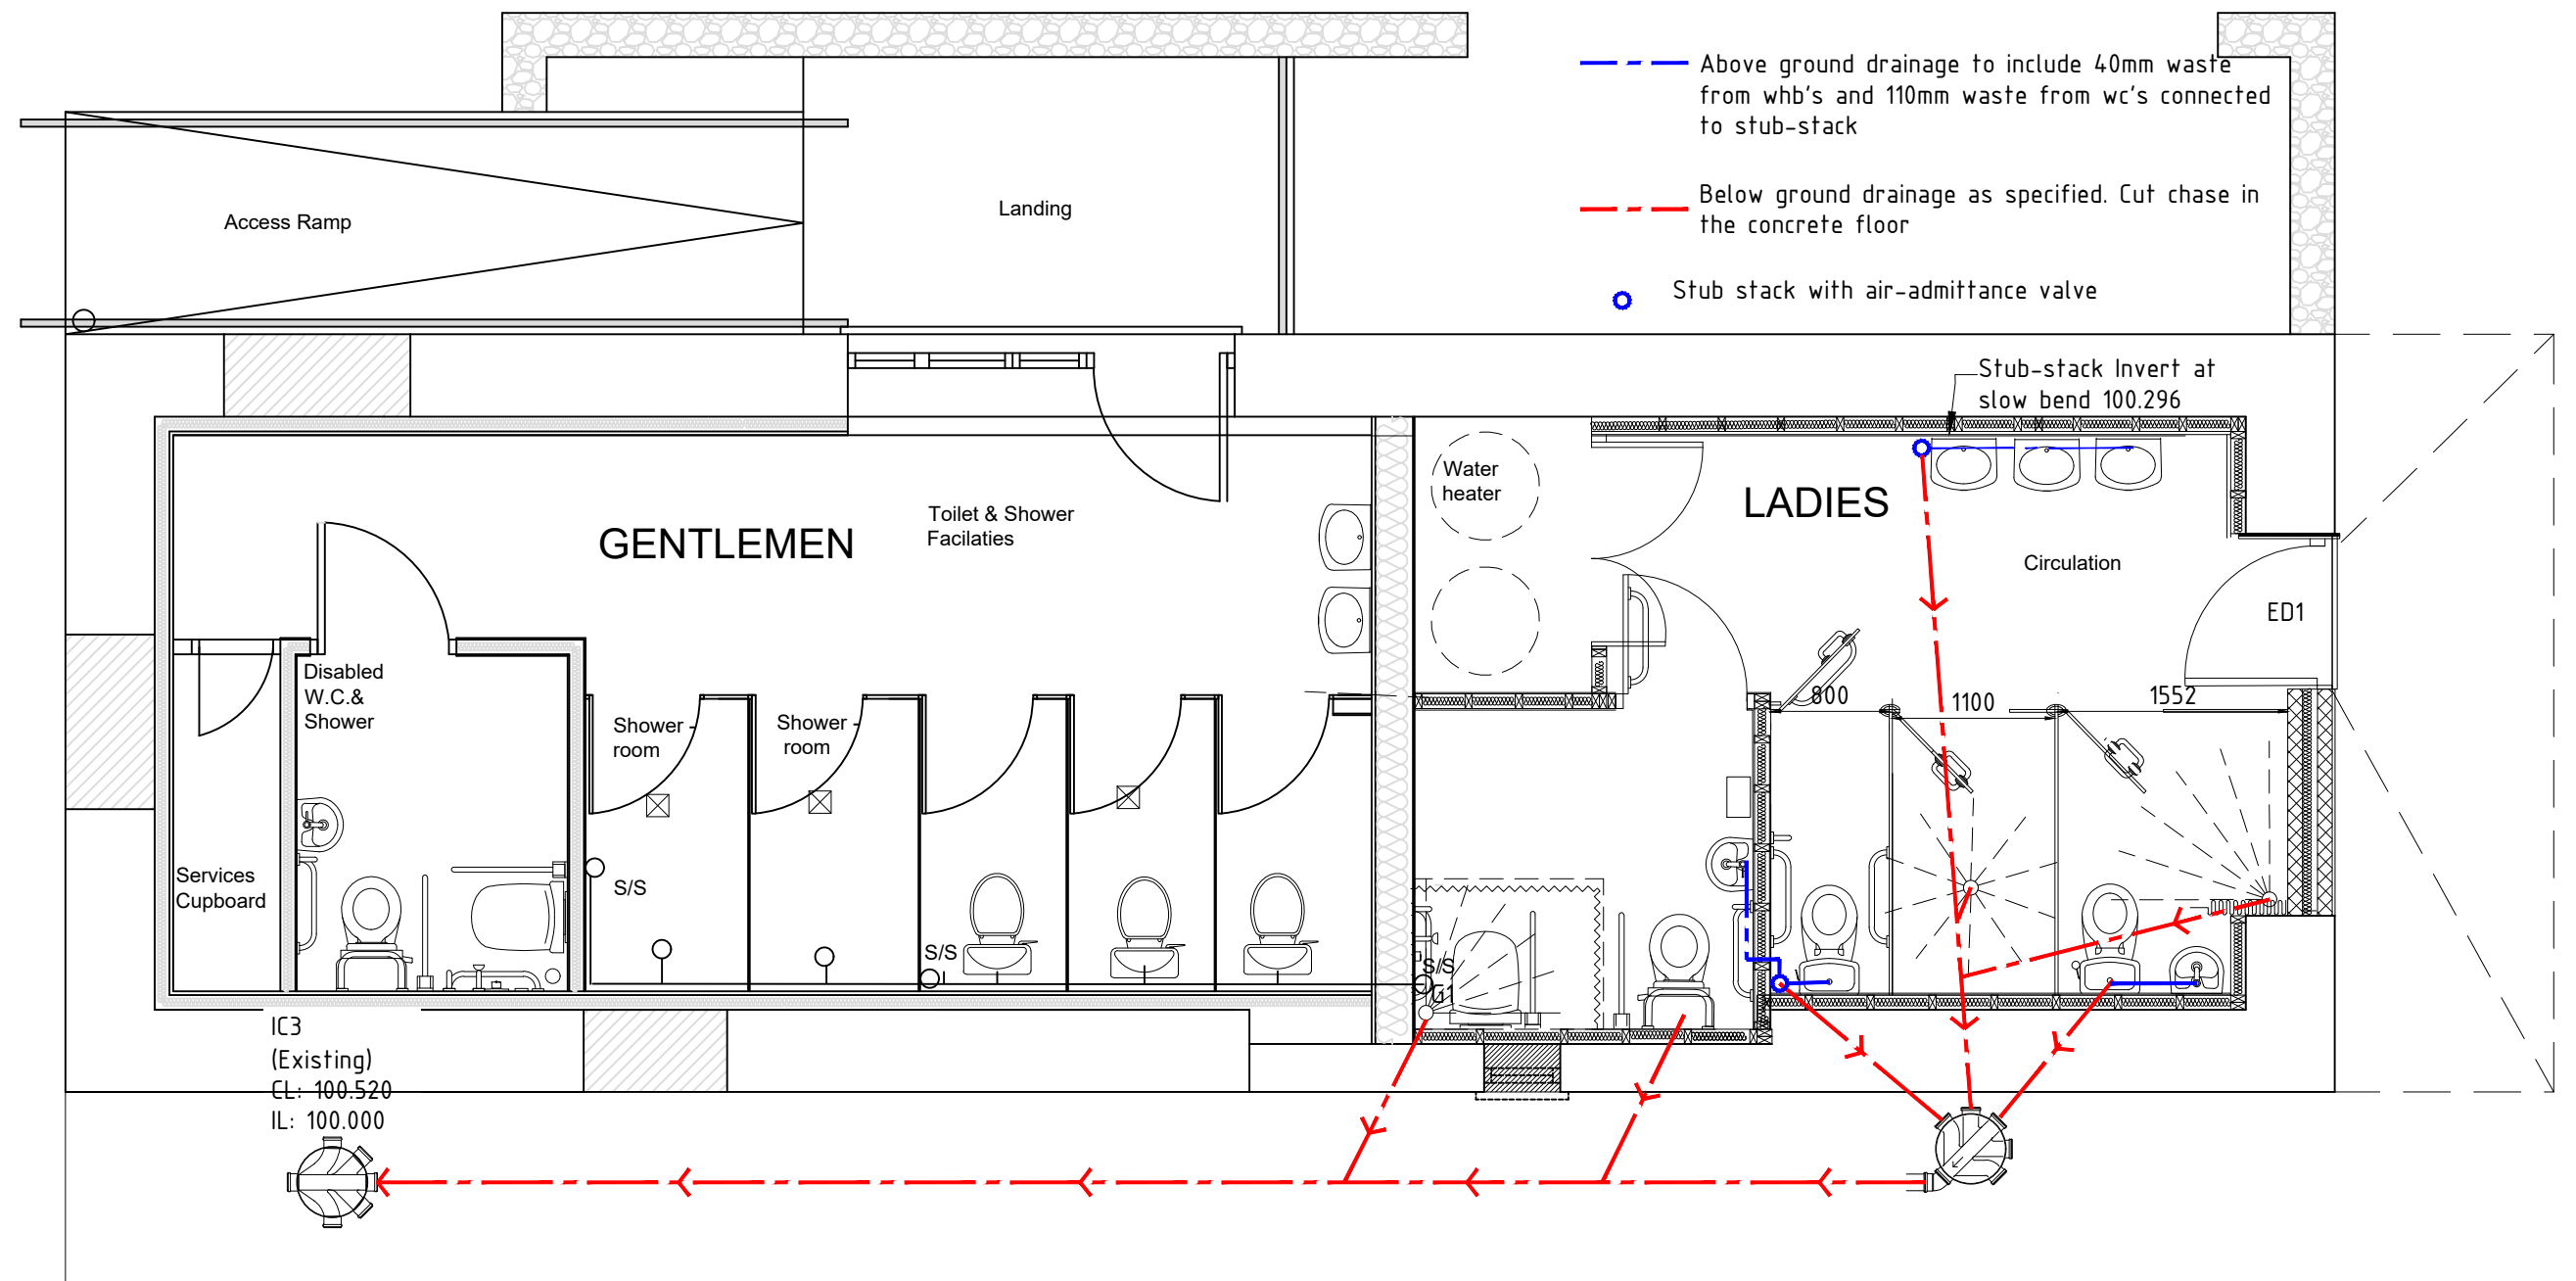 Above ground drainage to include 40mm waste
from whb's and 110mm waste from wc's connected
to stub-stack
Below ground drainage as specified. Cut chase in
the concrete floor
Stub stack with air-admittance valve
Access Ramp
Landing
Stub-stack Invert at
slow bend 100.296
Water
heater
LADIES
Toilet & Shower
Facilaties
GENTLEMEN
Circulation
ED1
Disabled
W.C.&
Shower
800
1100
1552
Shower
room
Shower
room
Services
Cupboard
S/S
S/S
S/S
G1
IC3
(Existing)
CL: 100.520
IL: 100.000